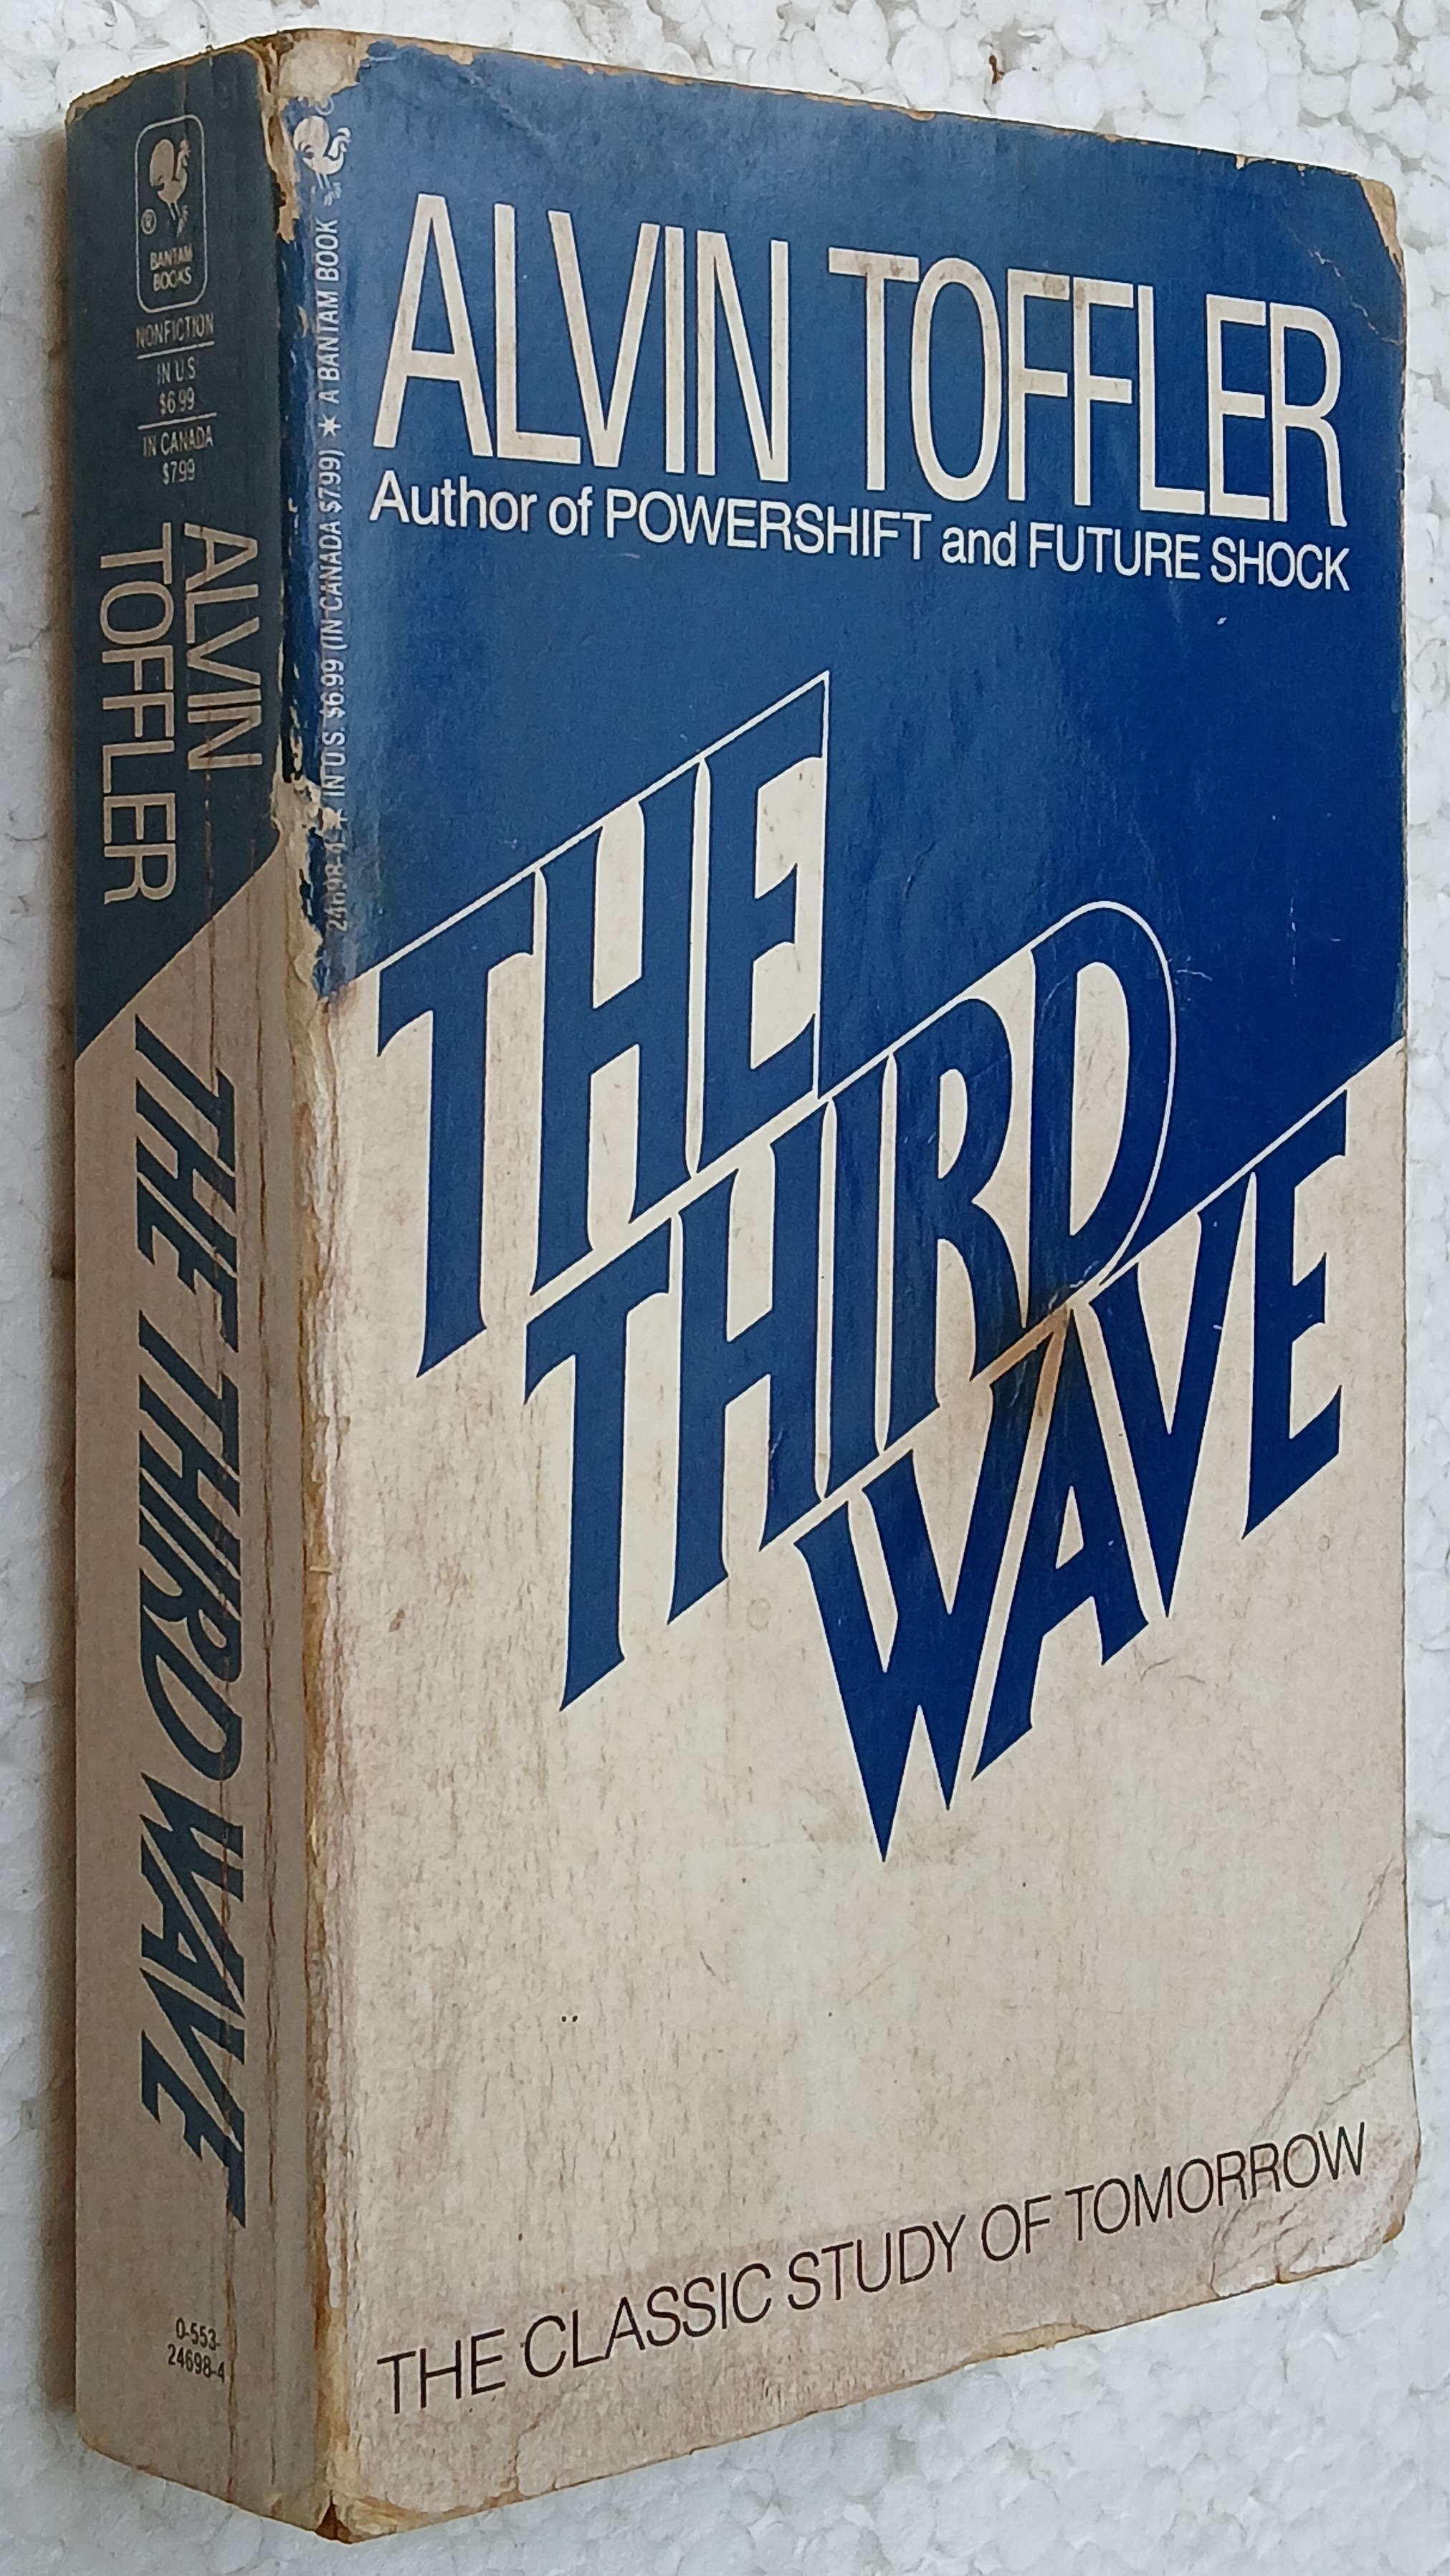 BANTAM
BOOKS
NONFICTION
IN U.S.
$6.99
IN CANADA
$7.99
ALVIN
TOFFLER
THE THIRD WAVE
0-553-
24698-4
24698-4 ★ IN U.S. $6.99 (IN CANADA $7.99) ★ A BANTAM BOOK
ALVIN TOFFLER
Author of POWERSHIFT and FUTURE SHOCK
THE
THIRD
WAVE
THE CLASSIC STUDY OF TOMORROW